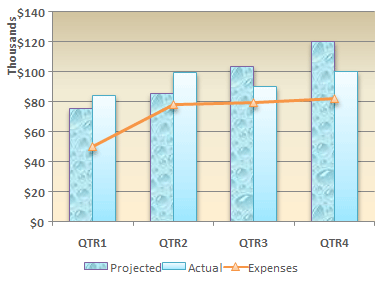 Thousands
$140
$120
$100
$80
$60
$40
$20
$0
QTR1 QTR2 QTR3 QTR4
Projected Actual Expenses